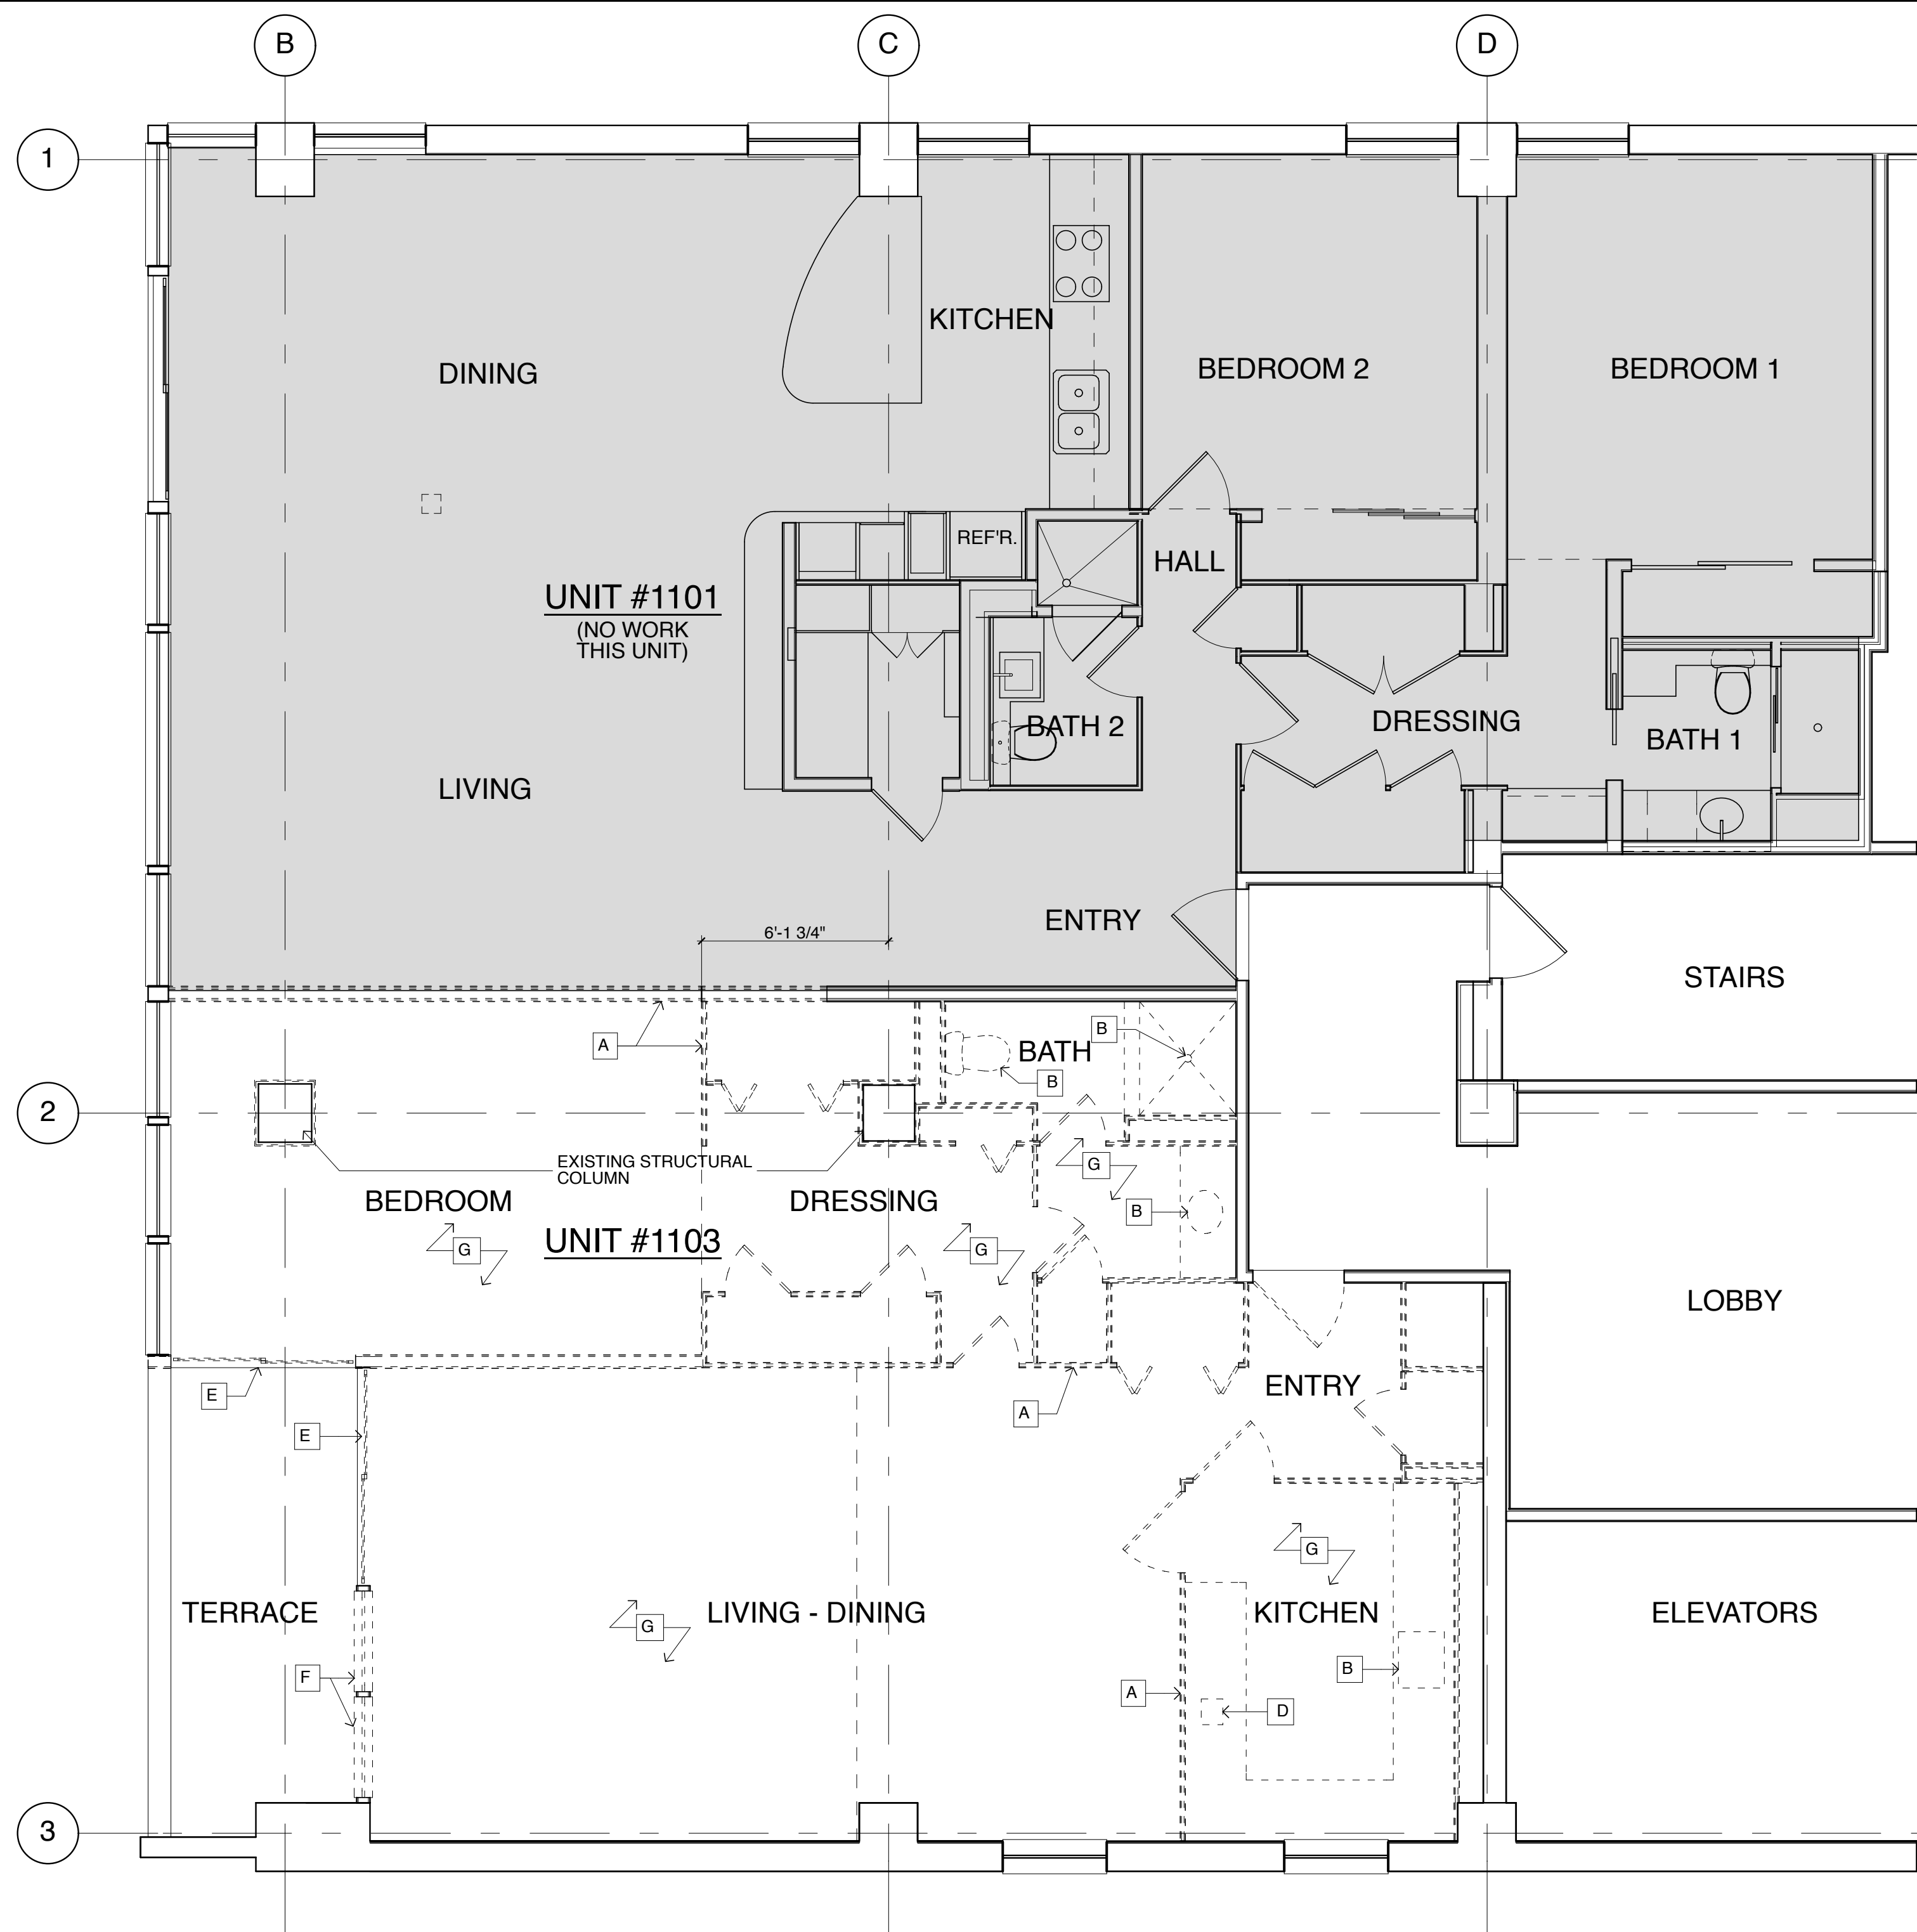 B
C
D
1
KITCHEN
DINING
BEDROOM 2
BEDROOM 1
REF'R.
HALL
UNIT #1101
(NO WORK
THIS UNIT)
BATH 2
DRESSING
BATH 1
LIVING
ENTRY
6'-1 3/4"
STAIRS
A
B
BATH
B
2
EXISTING STRUCTURAL
COLUMN
G
BEDROOM
DRESSING
B
UNIT #1103
G
G
LOBBY
ENTRY
E
A
E
G
TERRACE
LIVING - DINING
KITCHEN
ELEVATORS
G
B
F
A
D
3